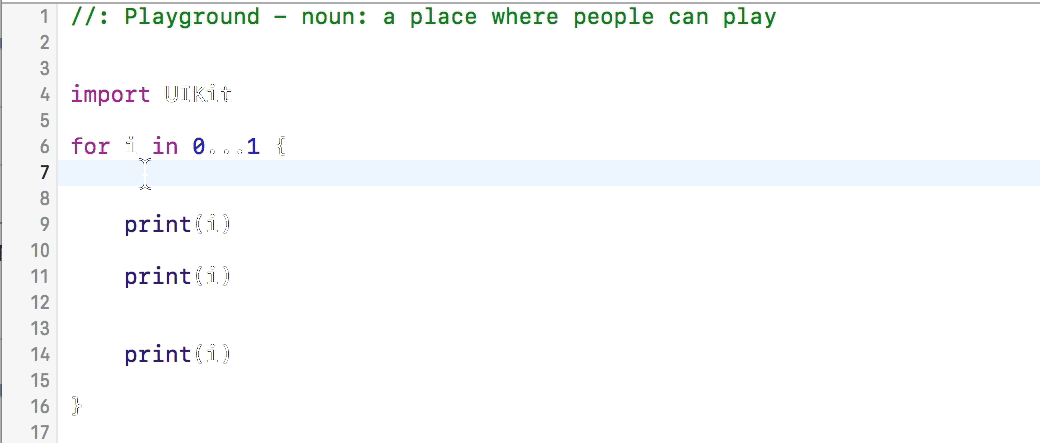 1 //: Playground – noun: a place where people can play
2
3
4 import UIKit
5
6 for i in 0...1 {
7
8
9 print(i)
10
11 print(i)
12
13
14 print(i)
15
16 }
17